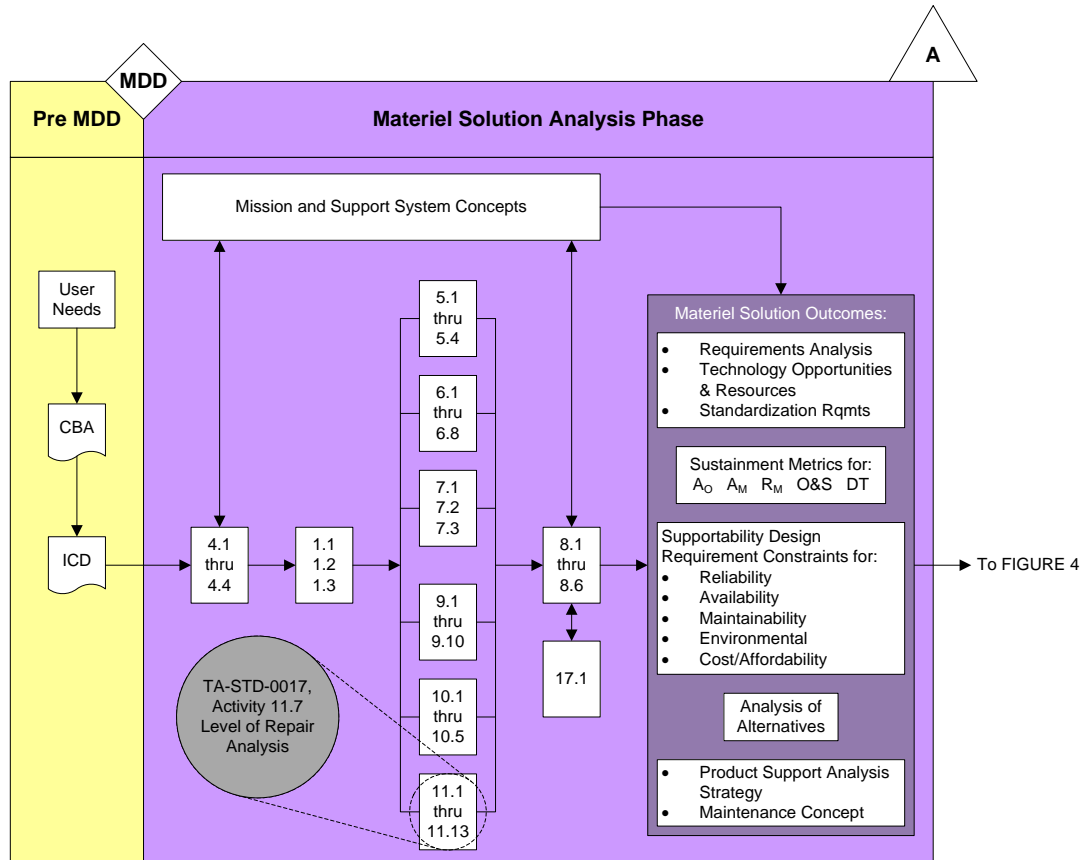 MDD
A
Pre MDD
Materiel Solution Analysis Phase
Mission and Support System Concepts
User
Needs
CBA
ICD
4.1
thru
4.4
1.1
1.2
1.3
5.1
thru
5.4
6.1
thru
6.8
7.1
7.2
7.3
9.1
thru
9.10
10.1
thru
10.5
11.1
thru
11.13
TA-STD-0017,
Activity 11.7
Level of Repair
Analysis
8.1
thru
8.6
17.1
Materiel Solution Outcomes:
• Requirements Analysis
• Technology Opportunities
& Resources
• Standardization Rqmts
Sustainment Metrics for:
AO AM RM O&S DT
Supportability Design
Requirement Constraints for:
• Reliability
• Availability
• Maintainability
• Environmental
• Cost/Affordability
Analysis of
Alternatives
• Product Support Analysis
Strategy
• Maintenance Concept
To FIGURE 4